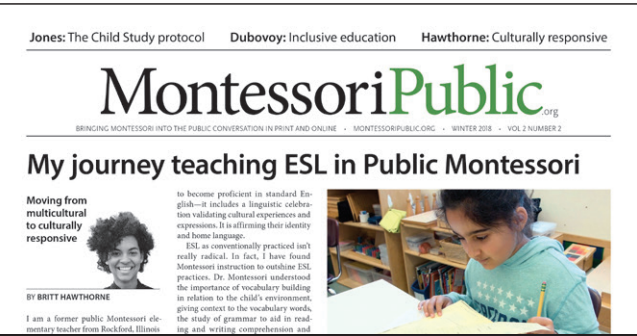 Jones: The Child Study protocol Dubovoy: Inclusive education Hawthorne: Culturally responsive
MontessoriPublic.org
BRINGING MONTESSORI INTO THE PUBLIC CONVERSATION IN PRINT AND ONLINE • MONTESSORIPUBLIC.ORG • WINTER 2018 • VOL 2 NUMBER 2
My journey teaching ESL in Public Montessori
Moving from
multicultural
to culturally
responsive
BY BRITT HAWTHORNE
I am a former public Montessori ele-
mentary teacher from Rockford, Illinois
to become proficient in standard En-
glish—it includes a linguistic celebra-
tion validating cultural experiences and
expressions. It is affirming their identity
and home language.
ESL as conventionally practiced isn't
really radical. In fact, I have found
Montessori instruction to outshine ESL
practices. Dr. Montessori understood
the importance of vocabulary building
in relation to the child's environment,
giving context to the vocabulary words,
the study of grammar to aid in read-
ing and writing comprehension and